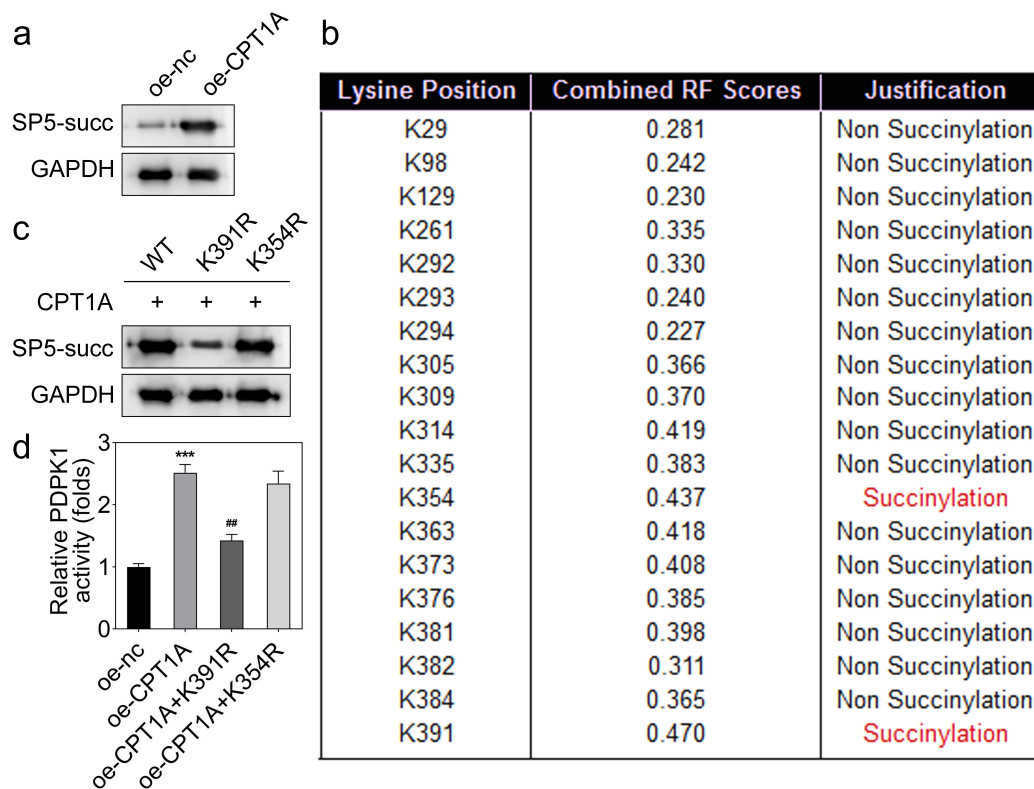 a
oe-nc
oe-CPT1A
SP5-succ
GAPDH
b
Lysine Position Combined RF Scores Justification
K29 0.281 Non Succinylation
K98 0.242 Non Succinylation
K129 0.230 Non Succinylation
K261 0.335 Non Succinylation
K292 0.330 Non Succinylation
K293 0.240 Non Succinylation
K294 0.227 Non Succinylation
K305 0.366 Non Succinylation
K309 0.370 Non Succinylation
K314 0.419 Non Succinylation
K335 0.383 Non Succinylation
K354 0.437 Succinylation
K363 0.418 Non Succinylation
K373 0.408 Non Succinylation
K376 0.385 Non Succinylation
K381 0.398 Non Succinylation
K382 0.311 Non Succinylation
K384 0.365 Non Succinylation
K391 0.470 Succinylation
c
WT K391R K354R
CPT1A + + +
SP5-succ
GAPDH
d
Relative PDPK1
activity (folds)
3
2
1
0
***
##
oe-nc
oe-CPT1A
oe-CPT1A+K391R
oe-CPT1A+K354R